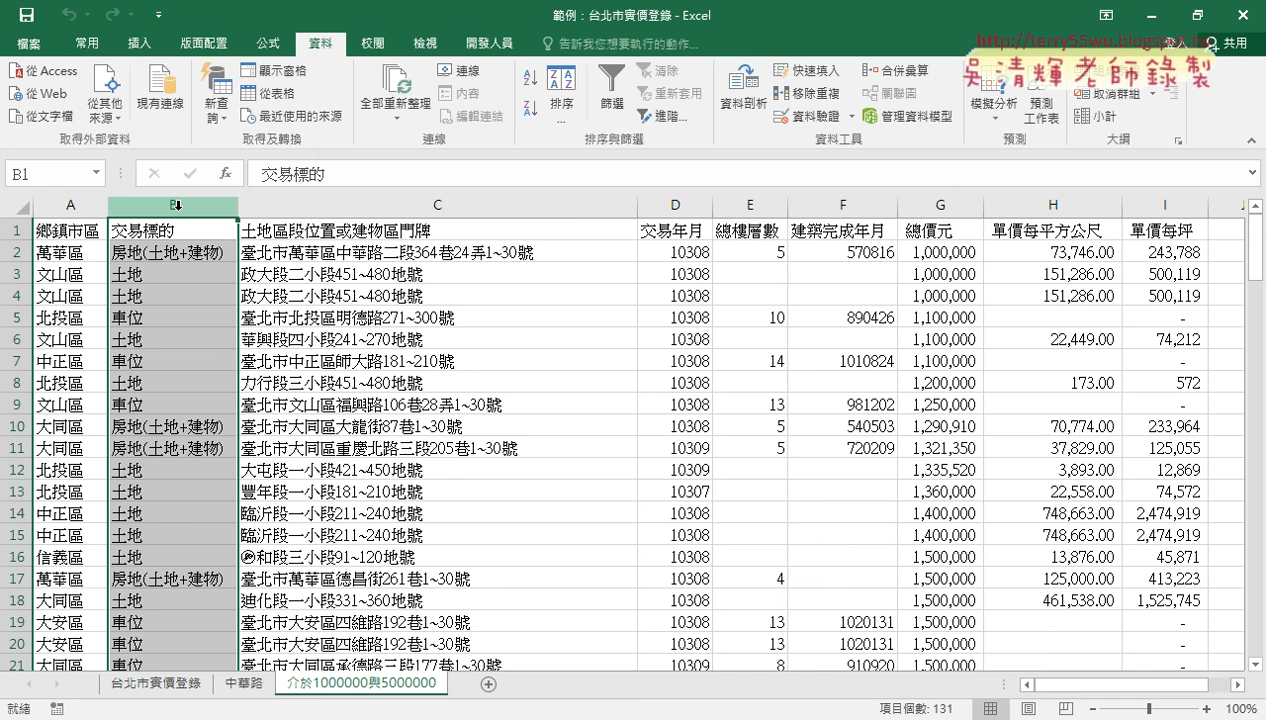 範例：台北市實價登錄 - Excel
檔案 常用 插入 版面配置 公式 資料 校閱 檢視 開發人員 告訴我您想要執行的動作... 登入 共用
http://terry55wu.blogspot.tw
吳清輝老師錄製
從 Access 從 Web 從文字檔 從其他來源 現有連線 新查詢 顯示窗格 從表格 最近使用的來源 全部重新整理 連線 內容 編輯連結 排序... 篩選 清除 重新套用 進階... 資料剖析 快速填入 移除重複 資料驗證 合併彙算 關聯圖 管理資料模型 模擬分析 預測工作表 取消群組 小計
取得外部資料 取得及轉換 連線 排序與篩選 資料工具 預測 大綱
B1 fx 交易標的
A B C D E F G H I
1 鄉鎮市區 交易標的 土地區段位置或建物區門牌 交易年月 總樓層數 建築完成年月 總價元 單價每平方公尺 單價每坪
2 萬華區 房地(土地+建物) 臺北市萬華區中華路二段364巷24弄1~30號 10308 5 570816 1,000,000 73,746.00 243,788
3 文山區 土地 政大段二小段451~480地號 10308 1,000,000 151,286.00 500,119
4 文山區 土地 政大段二小段451~480地號 10308 1,000,000 151,286.00 500,119
5 北投區 車位 臺北市北投區明德路271~300號 10308 10 890426 1,100,000 -
6 文山區 土地 華興段四小段241~270地號 10308 1,100,000 22,449.00 74,212
7 中正區 車位 臺北市中正區師大路181~210號 10308 14 1010824 1,100,000 -
8 北投區 土地 力行段三小段451~480地號 10308 1,200,000 173.00 572
9 文山區 車位 臺北市文山區福興路106巷28弄1~30號 10308 13 981202 1,250,000 -
10 大同區 房地(土地+建物) 臺北市大同區大龍街87巷1~30號 10308 5 540503 1,290,910 70,774.00 233,964
11 大同區 房地(土地+建物) 臺北市大同區重慶北路三段205巷1~30號 10309 5 720209 1,321,350 37,829.00 125,055
12 北投區 土地 大屯段一小段421~450地號 10309 1,335,520 3,893.00 12,869
13 北投區 土地 豐年段一小段181~210地號 10307 1,360,000 22,558.00 74,572
14 中正區 土地 臨沂段一小段211~240地號 10308 1,400,000 748,663.00 2,474,919
15 中正區 土地 臨沂段一小段211~240地號 10308 1,400,000 748,663.00 2,474,919
16 信義區 土地 和段三小段91~120地號 10308 1,500,000 13,876.00 45,871
17 萬華區 房地(土地+建物) 臺北市萬華區德昌街261巷1~30號 10308 4 1,500,000 125,000.00 413,223
18 大同區 土地 迪化段一小段331~360地號 10308 1,500,000 461,538.00 1,525,745
19 大安區 車位 臺北市大安區四維路192巷1~30號 10308 13 1020131 1,500,000 -
20 大安區 車位 臺北市大安區四維路192巷1~30號 10308 13 1020131 1,500,000 -
21 大同區 車位 臺北市大同區承德路三段177巷1~30號 10309 8 910920 1,500,000 -
台北市實價登錄 中華路 介於1000000與5000000
就緒 項目個數: 131 100%